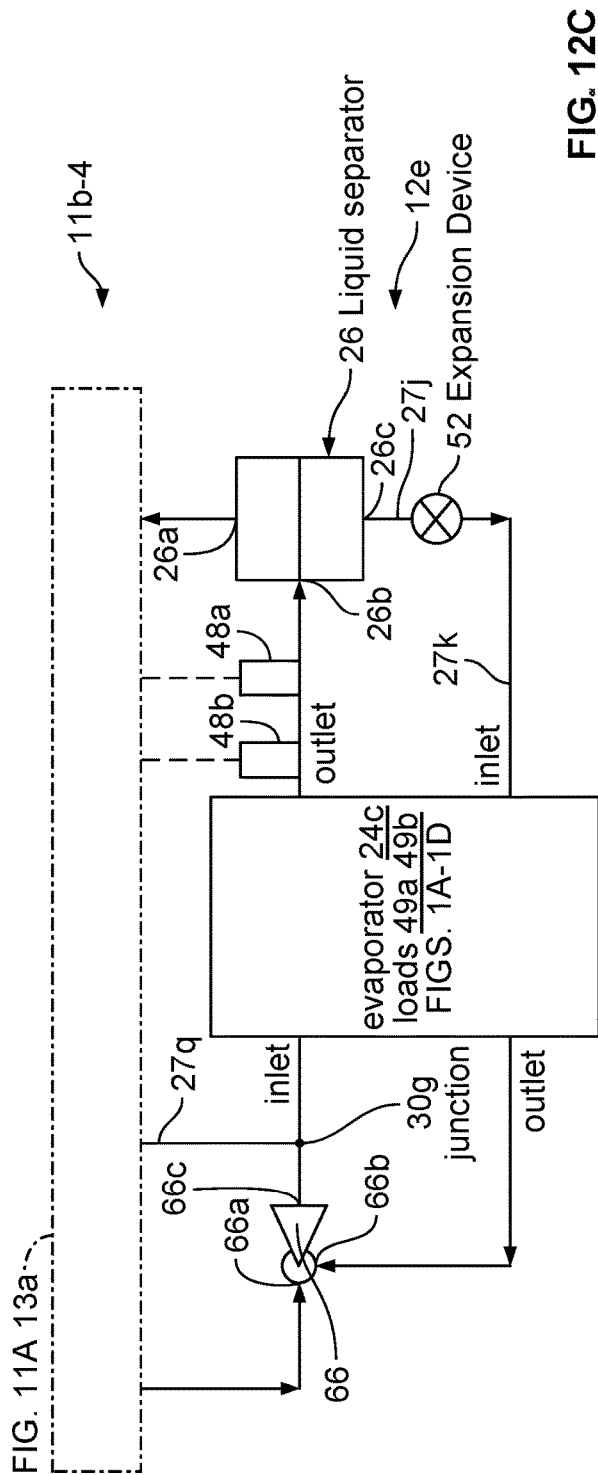 FIG. 11A 13a
11b-4
27q
26a
48b
48a
26 Liquid separator
66a
66c
inlet
outlet
26b
26c
12e
66
66b
30g
junction
evaporator 24c
loads 49a 49b
FIGS. 1A-1D
27j
52 Expansion Device
outlet
inlet
27k
FIG. 12C